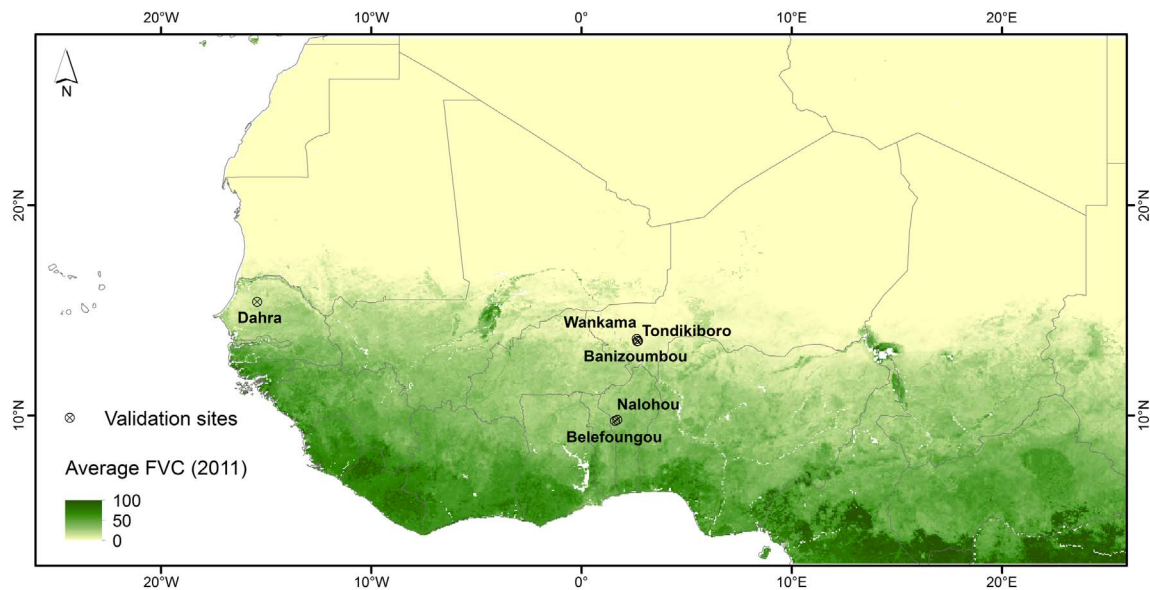 20°W
10°W
0°
10°E
20°E
N
20°N
20°N
Dahra
Wankama
Tondikiboro
Banizoumbou
Nalohou
10°N
10°N
Validation sites
Belefoungou
Average FVC (2011)
100
50
0
20°W
10°W
0°
10°E
20°E